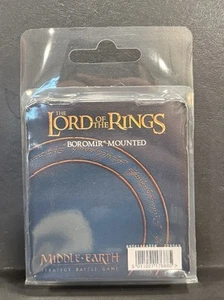 THE
LORD OF THE RINGS
BOROMIR™ MOUNTED
MIDDLE-EARTH
STRATEGY BATTLE GAME